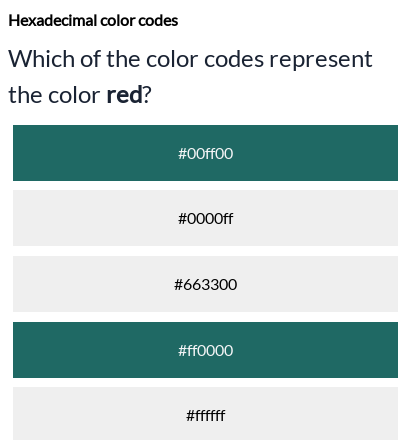 Hexadecimal color codes
Which of the color codes represent
the color red?
#00ff00
#0000ff
#663300
#ff0000
#ffffff